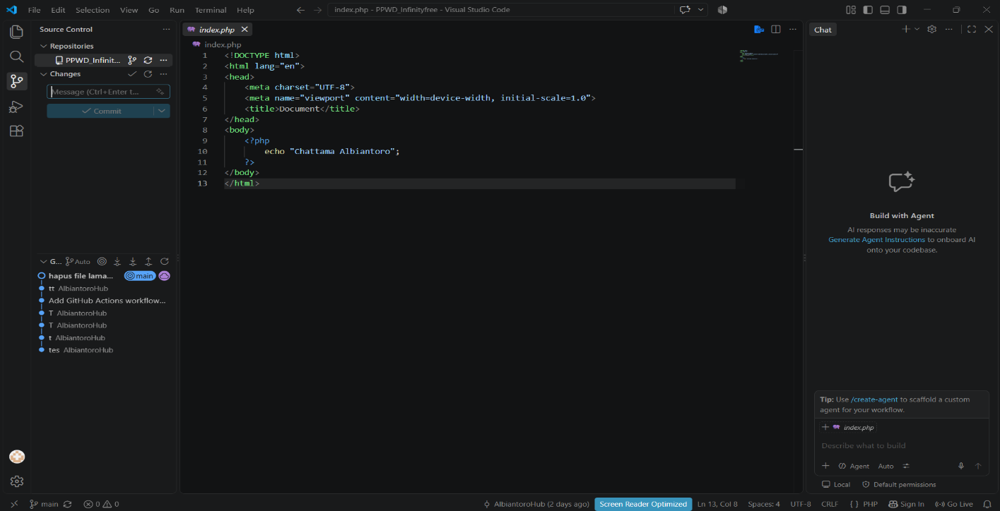 File Edit Selection View Go Run Terminal Help
index.php - PPWD_Infinityfree - Visual Studio Code
Source Control
Repositories
PPWD_Infinit...
Changes
Message (Ctrl+Enter t...
Commit
G... Auto
hapus file lama... main
tt AlbiantoroHub
Add GitHub Actions workflow...
T AlbiantoroHub
T AlbiantoroHub
t AlbiantoroHub
tes AlbiantoroHub
index.php
index.php
1 <!DOCTYPE html>
2 <html lang="en">
3 <head>
4 <meta charset="UTF-8">
5 <meta name="viewport" content="width=device-width, initial-scale=1.0">
6 <title>Document</title>
7 </head>
8 <body>
9 <?php
10 echo "Chattama Albiantoro";
11 ?>
12 </body>
13 </html>
Chat
Build with Agent
AI responses may be inaccurate
Generate Agent Instructions to onboard AI
onto your codebase.
Tip: Use /create-agent to scaffold a custom
agent for your workflow.
index.php
Describe what to build
Agent Auto
Local Default permissions
main 0 0 AlbiantoroHub (2 days ago) Screen Reader Optimized Ln 13, Col 8 Spaces: 4 UTF-8 CRLF { } PHP Sign In Go Live